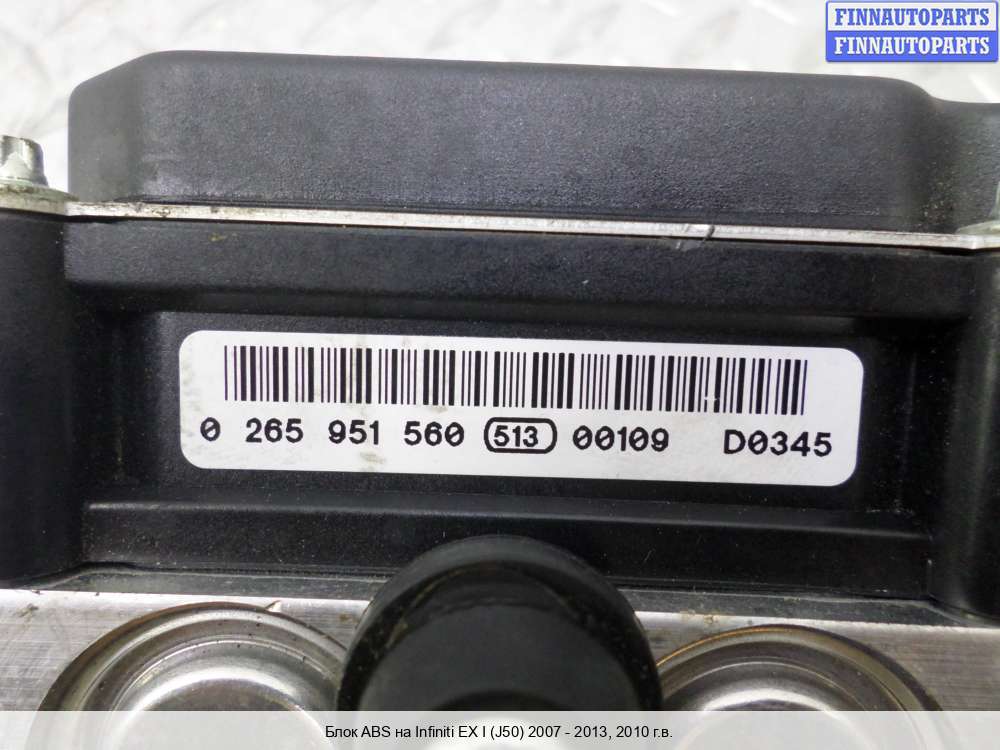 FINNAUTOPARTS
FINNAUTOPARTS
0 265 951 560 513 00109 D0345
Блок ABS на Infiniti EX I (J50) 2007 - 2013, 2010 г.в.